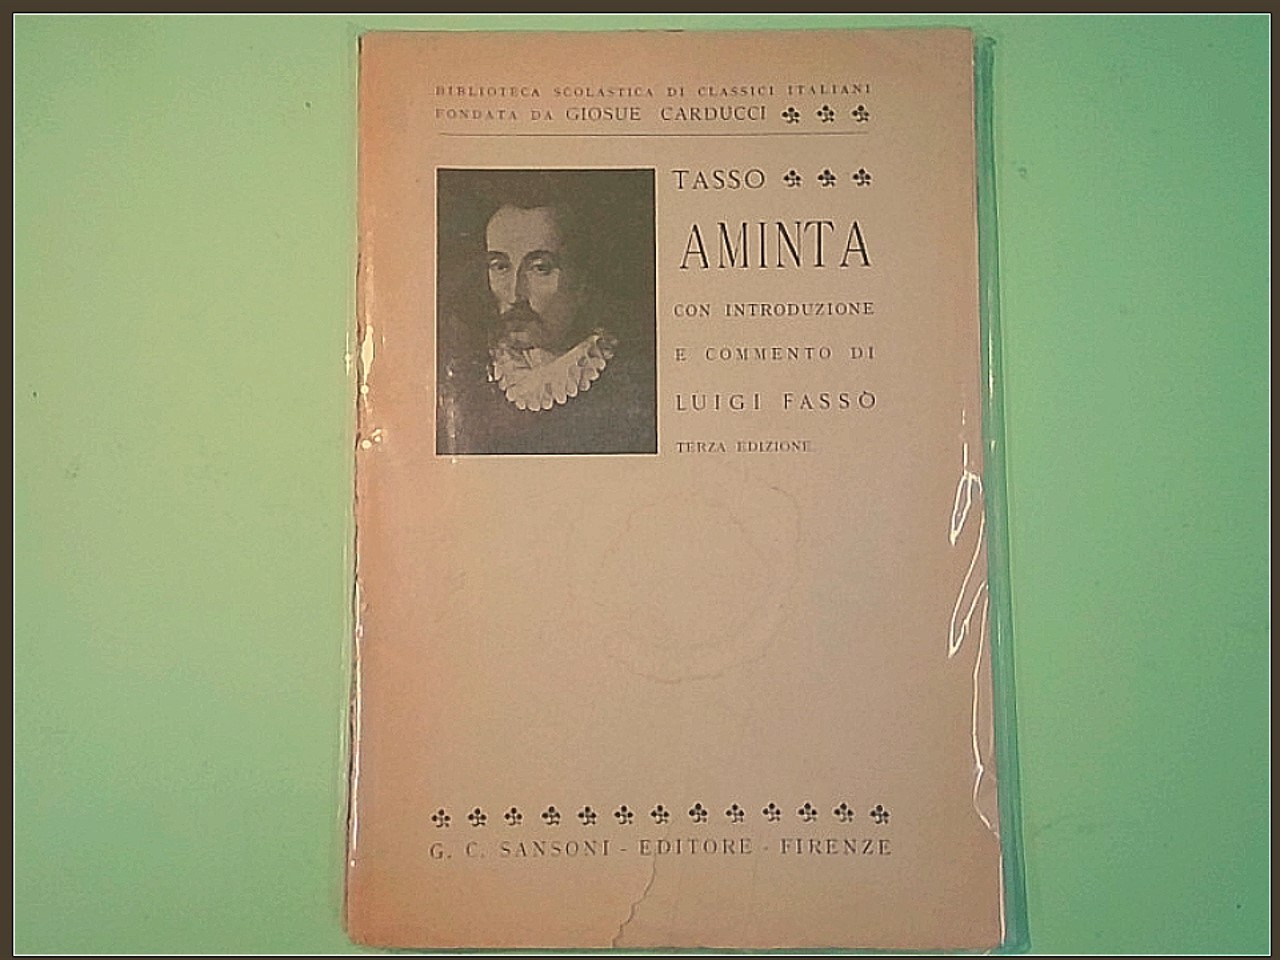 BIBLIOTECA SCOLASTICA DI CLASSICI ITALIANI
FONDATA DA GIOSUE CARDUCCI
TASSO
AMINTA
CON INTRODUZIONE
E COMMENTO DI
LUIGI FASSÒ
TERZA EDIZIONE
G. C. SANSONI - EDITORE - FIRENZE